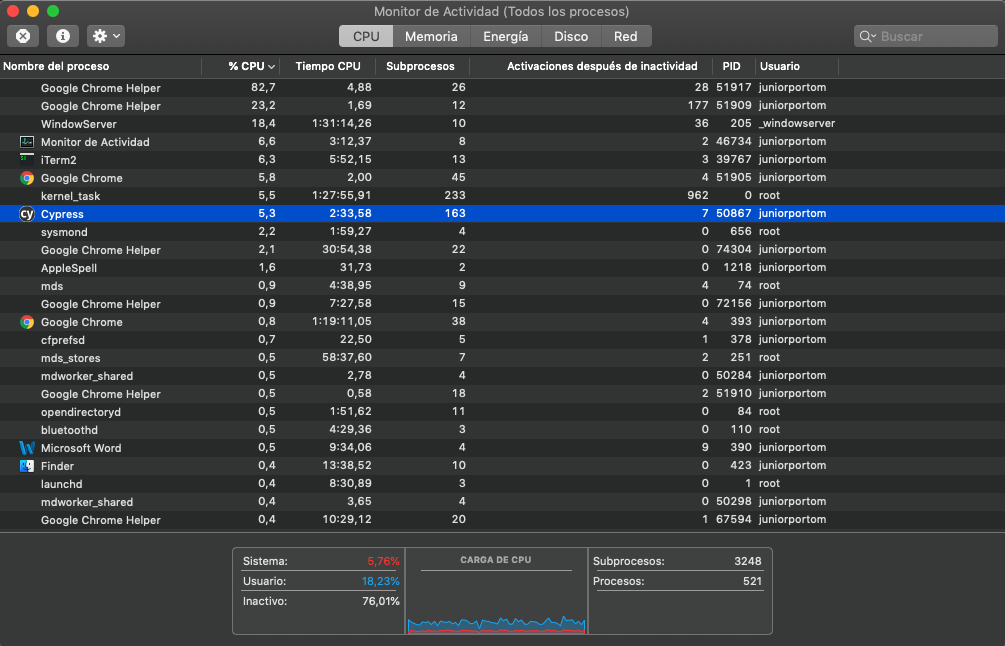 Monitor de Actividad (Todos los procesos)
CPU Memoria Energía Disco Red Buscar
Nombre del proceso % CPU Tiempo CPU Subprocesos Activaciones después de inactividad PID Usuario
Google Chrome Helper 82,7 4,88 26 28 51917 juniorportom
Google Chrome Helper 23,2 1,69 12 177 51909 juniorportom
WindowServer 18,4 1:31:14,26 10 36 205 _windowserver
Monitor de Actividad 6,6 3:12,37 8 2 46734 juniorportom
iTerm2 6,3 5:52,15 13 3 39767 juniorportom
Google Chrome 5,8 2,00 45 4 51905 juniorportom
kernel_task 5,5 1:27:55,91 233 962 0 root
cy Cypress 5,3 2:33,58 163 7 50867 juniorportom
sysmond 2,2 1:59,27 4 0 656 root
Google Chrome Helper 2,1 30:54,38 22 0 74304 juniorportom
AppleSpell 1,6 31,73 2 0 1218 juniorportom
mds 0,9 4:38,95 9 4 74 root
Google Chrome Helper 0,9 7:27,58 15 0 72156 juniorportom
Google Chrome 0,8 1:19:11,05 38 4 393 juniorportom
cfprefsd 0,7 22,50 5 1 378 juniorportom
mds_stores 0,5 58:37,60 7 2 251 root
mdworker_shared 0,5 2,78 4 0 50284 juniorportom
Google Chrome Helper 0,5 0,58 18 2 51910 juniorportom
opendirectoryd 0,5 1:51,62 11 0 84 root
bluetoothd 0,5 4:29,36 3 0 110 root
Microsoft Word 0,5 9:34,06 4 9 390 juniorportom
Finder 0,4 13:38,52 10 0 423 juniorportom
launchd 0,4 8:30,89 3 0 1 root
mdworker_shared 0,4 3,65 4 0 50298 juniorportom
Google Chrome Helper 0,4 10:29,12 20 1 67594 juniorportom
Sistema: 5,76%
Usuario: 18,23%
Inactivo: 76,01%
CARGA DE CPU
Subprocesos: 3248
Procesos: 521